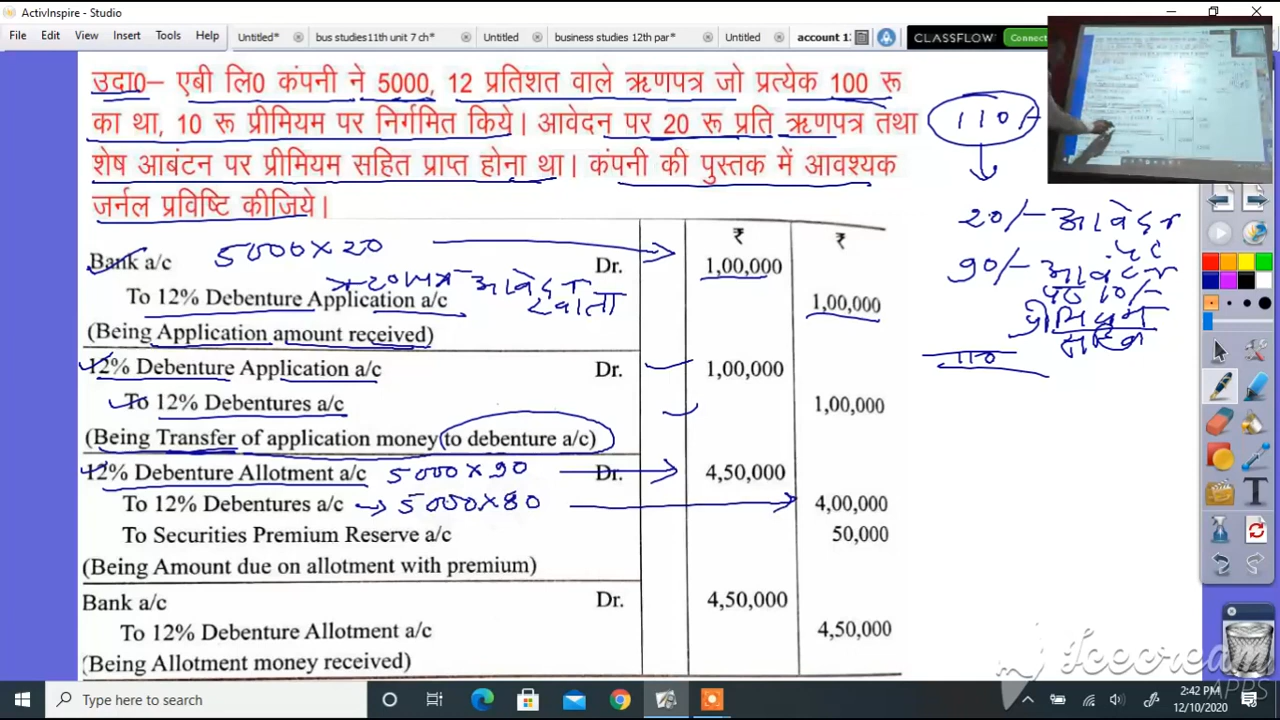 ActivInspire - Studio
File Edit View Insert Tools Help
Untitled* bus studies11th unit 7 ch* Untitled business studies 12th par* Untitled account 12 CLASSFLOW Connect
उदा0- एबी लि0 कंपनी ने 5000, 12 प्रतिशत वाले ऋणपत्र जो प्रत्येक 100 रू
का था, 10 रू प्रीमियम पर निर्गमित किये। आवेदन पर 20 रू प्रति ऋणपत्र तथा
शेष आबंटन पर प्रीमियम सहित प्राप्त होना था। कंपनी की पुस्तक में आवश्यक
जर्नल प्रविष्टि कीजिये।
110/-
20/- आवेदन
पर
90/- आवंटन
पर 10/-
प्रीमियम
सहित
110
₹ ₹
Bank a/c 5000×20 Dr. 1,00,000
आवेदन
खाता
To 12% Debenture Application a/c 1,00,000
(Being Application amount received)
12% Debenture Application a/c Dr. 1,00,000
To 12% Debentures a/c 1,00,000
(Being Transfer of application money to debenture a/c)
12% Debenture Allotment a/c 5000×90 Dr. 4,50,000
To 12% Debentures a/c → 5000×80 4,00,000
To Securities Premium Reserve a/c 50,000
(Being Amount due on allotment with premium)
Bank a/c Dr. 4,50,000
To 12% Debenture Allotment a/c 4,50,000
(Being Allotment money received)
Icecream
APPS
Type here to search
2:42 PM
12/10/2020